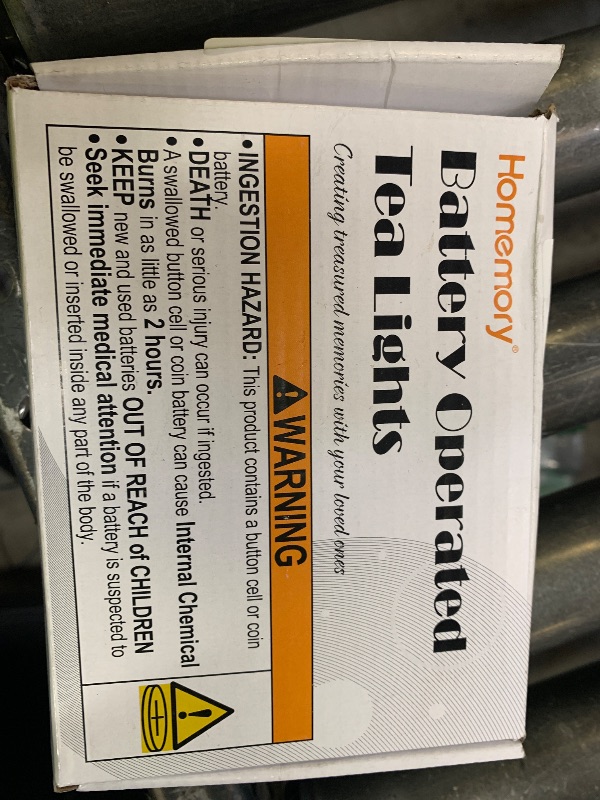 Homemory®
Battery Operated
Tea Lights
Creating treasured memories with your loved ones
WARNING
• INGESTION HAZARD: This product contains a button cell or coin
battery.
• DEATH or serious injury can occur if ingested.
• A swallowed button cell or coin battery can cause Internal Chemical
Burns in as little as 2 hours.
• KEEP new and used batteries OUT OF REACH of CHILDREN
• Seek immediate medical attention if a battery is suspected to
be swallowed or inserted inside any part of the body.